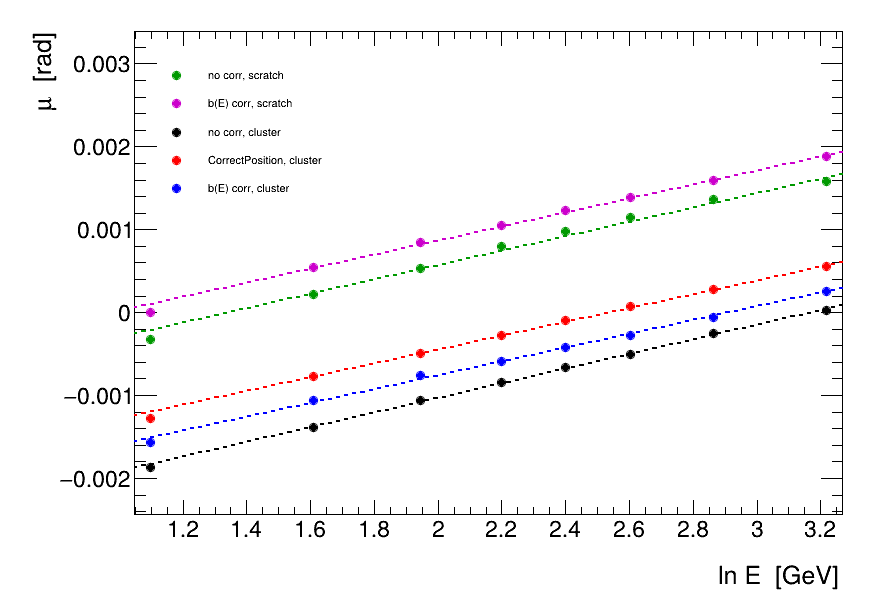 μ [rad]
0.003
0.002
0.001
0
−0.001
−0.002
no corr, scratch
b(E) corr, scratch
no corr, cluster
CorrectPosition, cluster
b(E) corr, cluster
1.2 1.4 1.6 1.8 2 2.2 2.4 2.6 2.8 3 3.2
ln E [GeV]